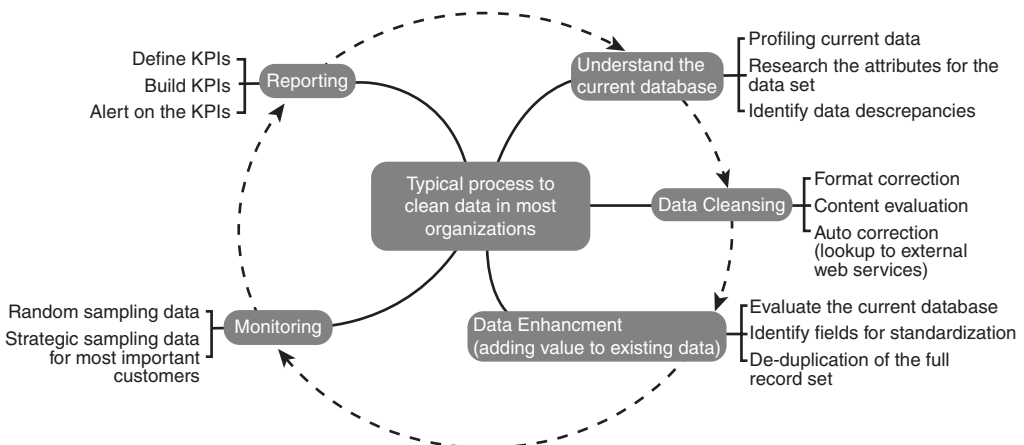 Define KPIs
Build KPIs
Alert on the KPIs
Reporting
Understand the
current database
Profiling current data
Research the attributes for the
data set
Identify data descrepancies
Typical process to
clean data in most
organizations
Data Cleansing
Format correction
Content evaluation
Auto correction
(lookup to external
web services)
Random sampling data
Strategic sampling data
for most important
customers
Monitoring
Data Enhancment
(adding value to existing data)
Evaluate the current database
Identify fields for standardization
De-duplication of the full
record set